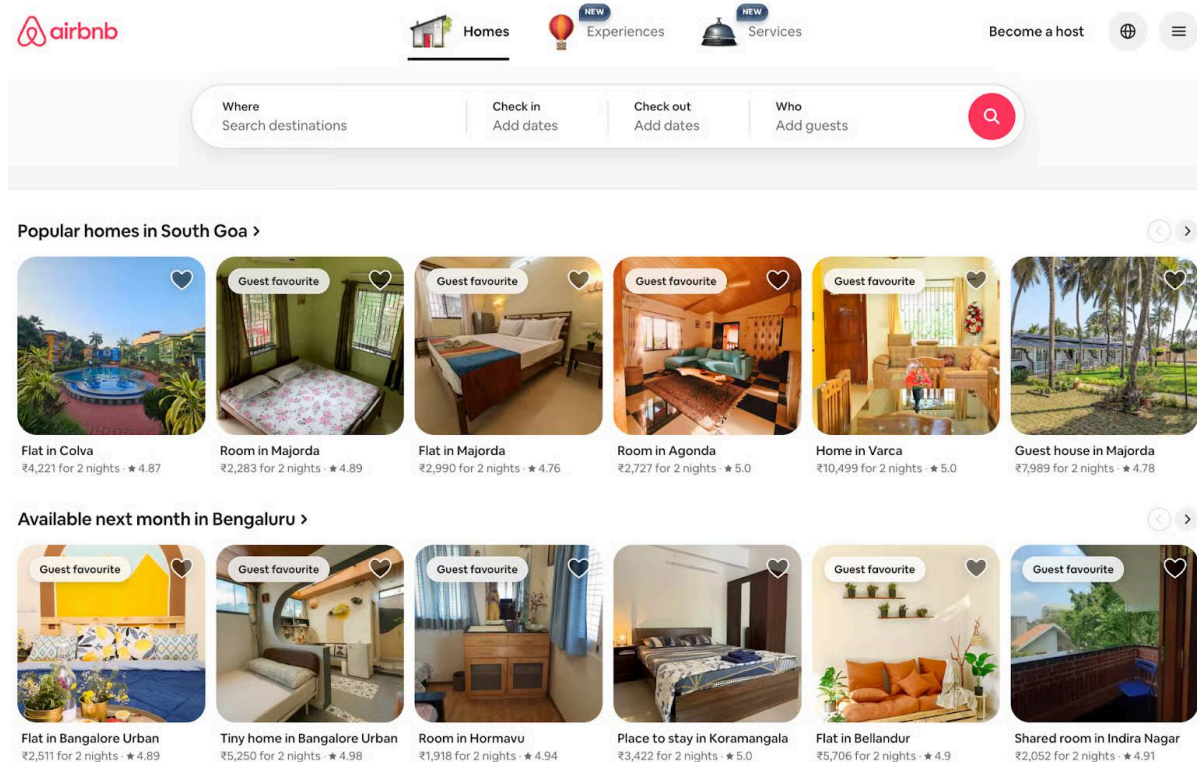 airbnb
Homes
NEW
Experiences
NEW
Services
Become a host
Where
Search destinations
Check in
Add dates
Check out
Add dates
Who
Add guests
Popular homes in South Goa >
Guest favourite
Guest favourite
Guest favourite
Guest favourite
Flat in Colva
₹4,221 for 2 nights · ★ 4.87
Room in Majorda
₹2,283 for 2 nights · ★ 4.89
Flat in Majorda
₹2,990 for 2 nights · ★ 4.76
Room in Agonda
₹2,727 for 2 nights · ★ 5.0
Home in Varca
₹10,499 for 2 nights · ★ 5.0
Guest house in Majorda
₹7,989 for 2 nights · ★ 4.78
Available next month in Bengaluru >
Guest favourite
Guest favourite
Guest favourite
Guest favourite
Guest favourite
Flat in Bangalore Urban
₹2,511 for 2 nights · ★ 4.89
Tiny home in Bangalore Urban
₹5,250 for 2 nights · ★ 4.98
Room in Hormavu
₹1,918 for 2 nights · ★ 4.94
Place to stay in Koramangala
₹3,422 for 2 nights · ★ 5.0
Flat in Bellandur
₹5,706 for 2 nights · ★ 4.9
Shared room in Indira Nagar
₹2,052 for 2 nights · ★ 4.91